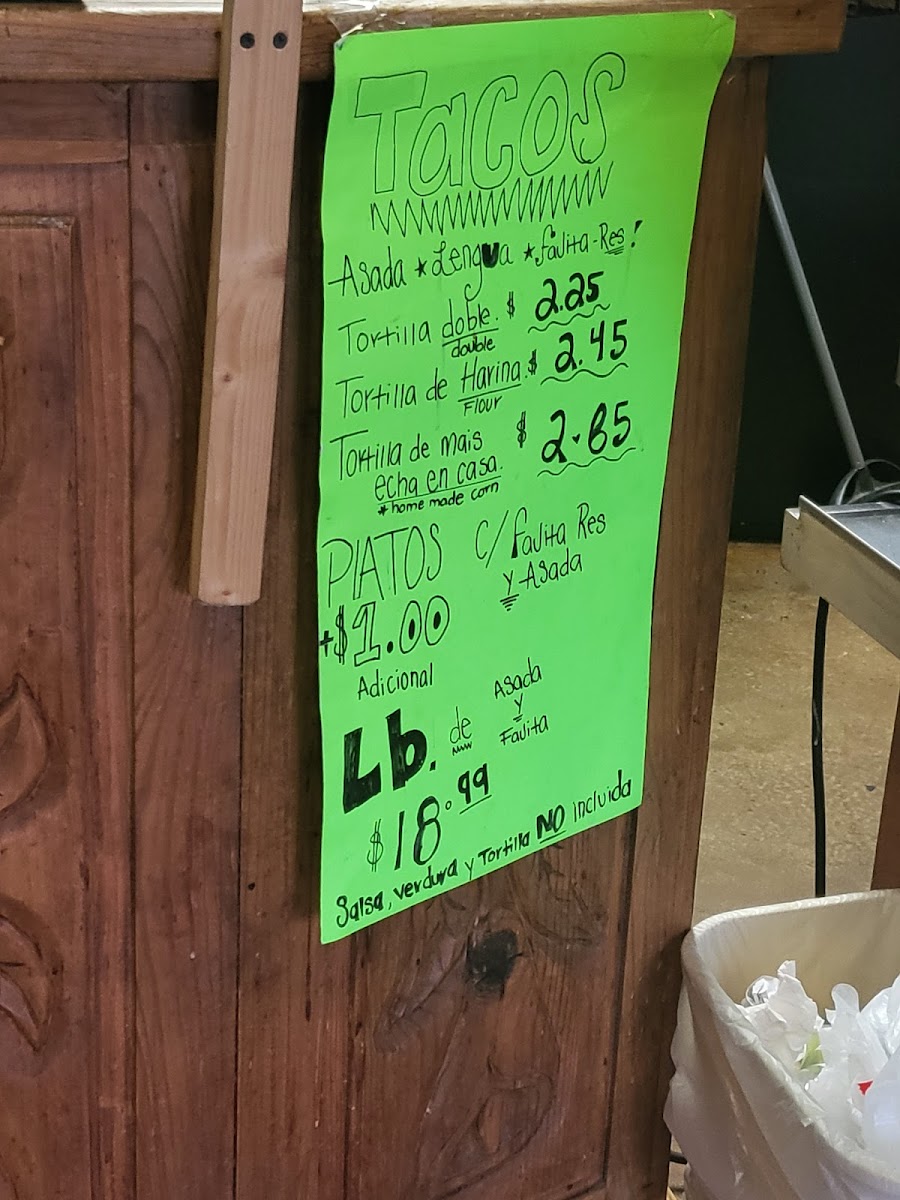 Tacos
Asada * Lengua * fajita-Res!
Tortilla doble. $ 2.25
double
Tortilla de Harina. $ 2.45
Flour
Tortilla de mais $ 2.85
echa en casa.
* home made corn
PlATOS c/ fajita Res
y Asada
+$1.00
Adicional
Asada
Lb. de y
Fajita
$18.99
Salsa, verdura y Tortilla NO incluida